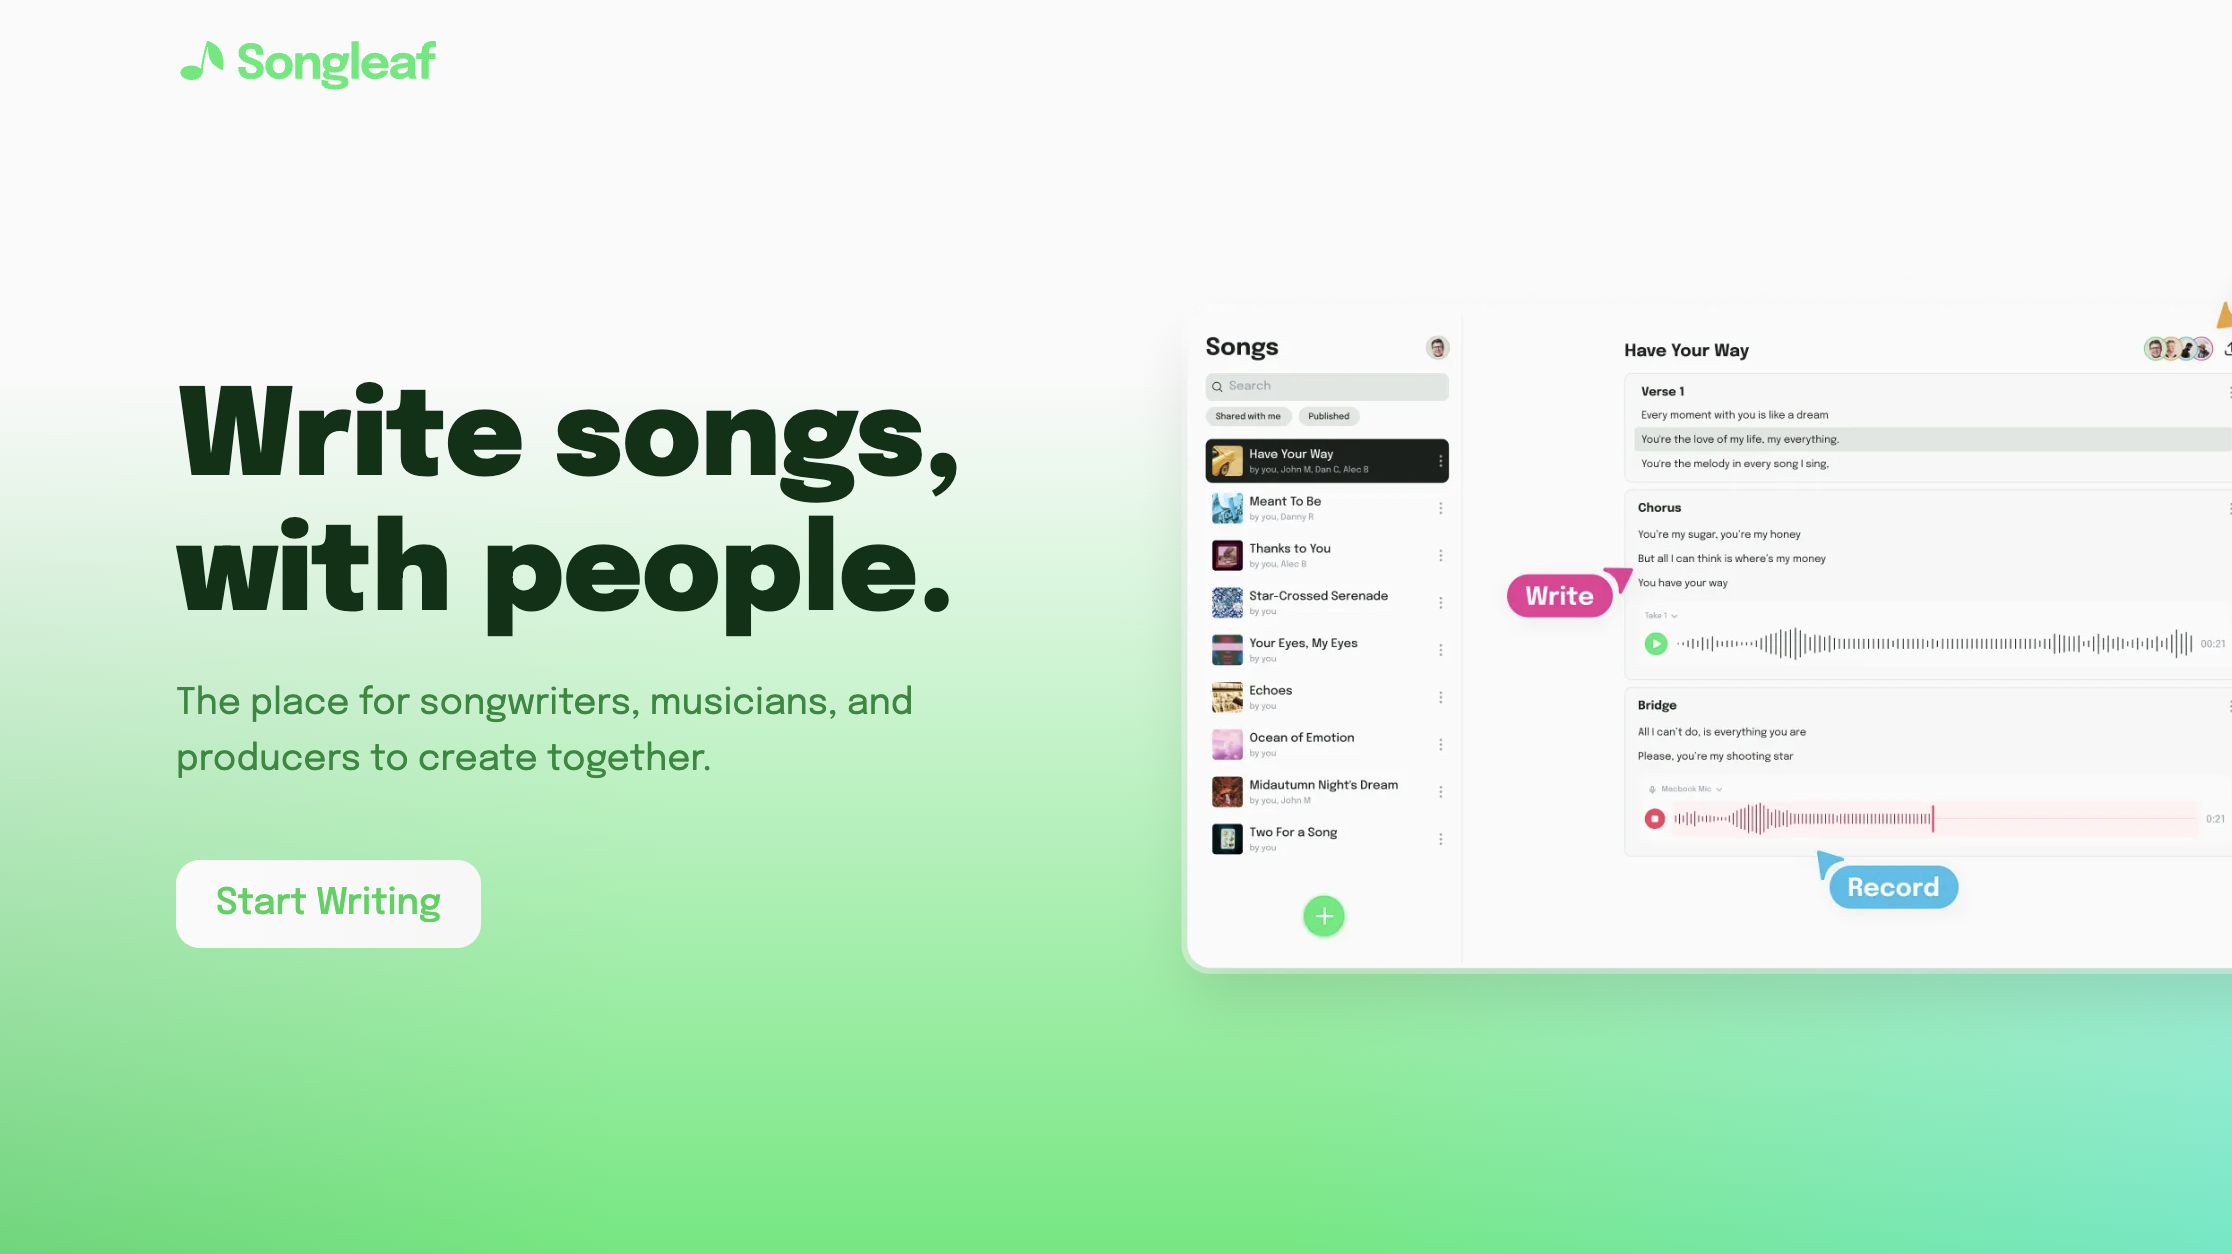 Songleaf
Write songs,
with people.
The place for songwriters, musicians, and
producers to create together.
Start Writing
Songs
Search
Shared with me
Published
Have Your Way
by you, John M, Dan C, Alec B
Meant To Be
by you, Danny R
Thanks to You
by you, Alec B
Star-Crossed Serenade
by you
Your Eyes, My Eyes
by you
Echoes
by you
Ocean of Emotion
by you
Midautumn Night's Dream
by you, John M
Two For a Song
by you
Have Your Way
Verse 1
Every moment with you is like a dream
You're the love of my life, my everything.
You're the melody in every song I sing,
Chorus
You're my sugar, you're my honey
But all I can think is where's my money
You have your way
Write
Take 1
00:21
Bridge
All I can't do, is everything you are
Please, you're my shooting star
Macbook Mic
0:21
Record